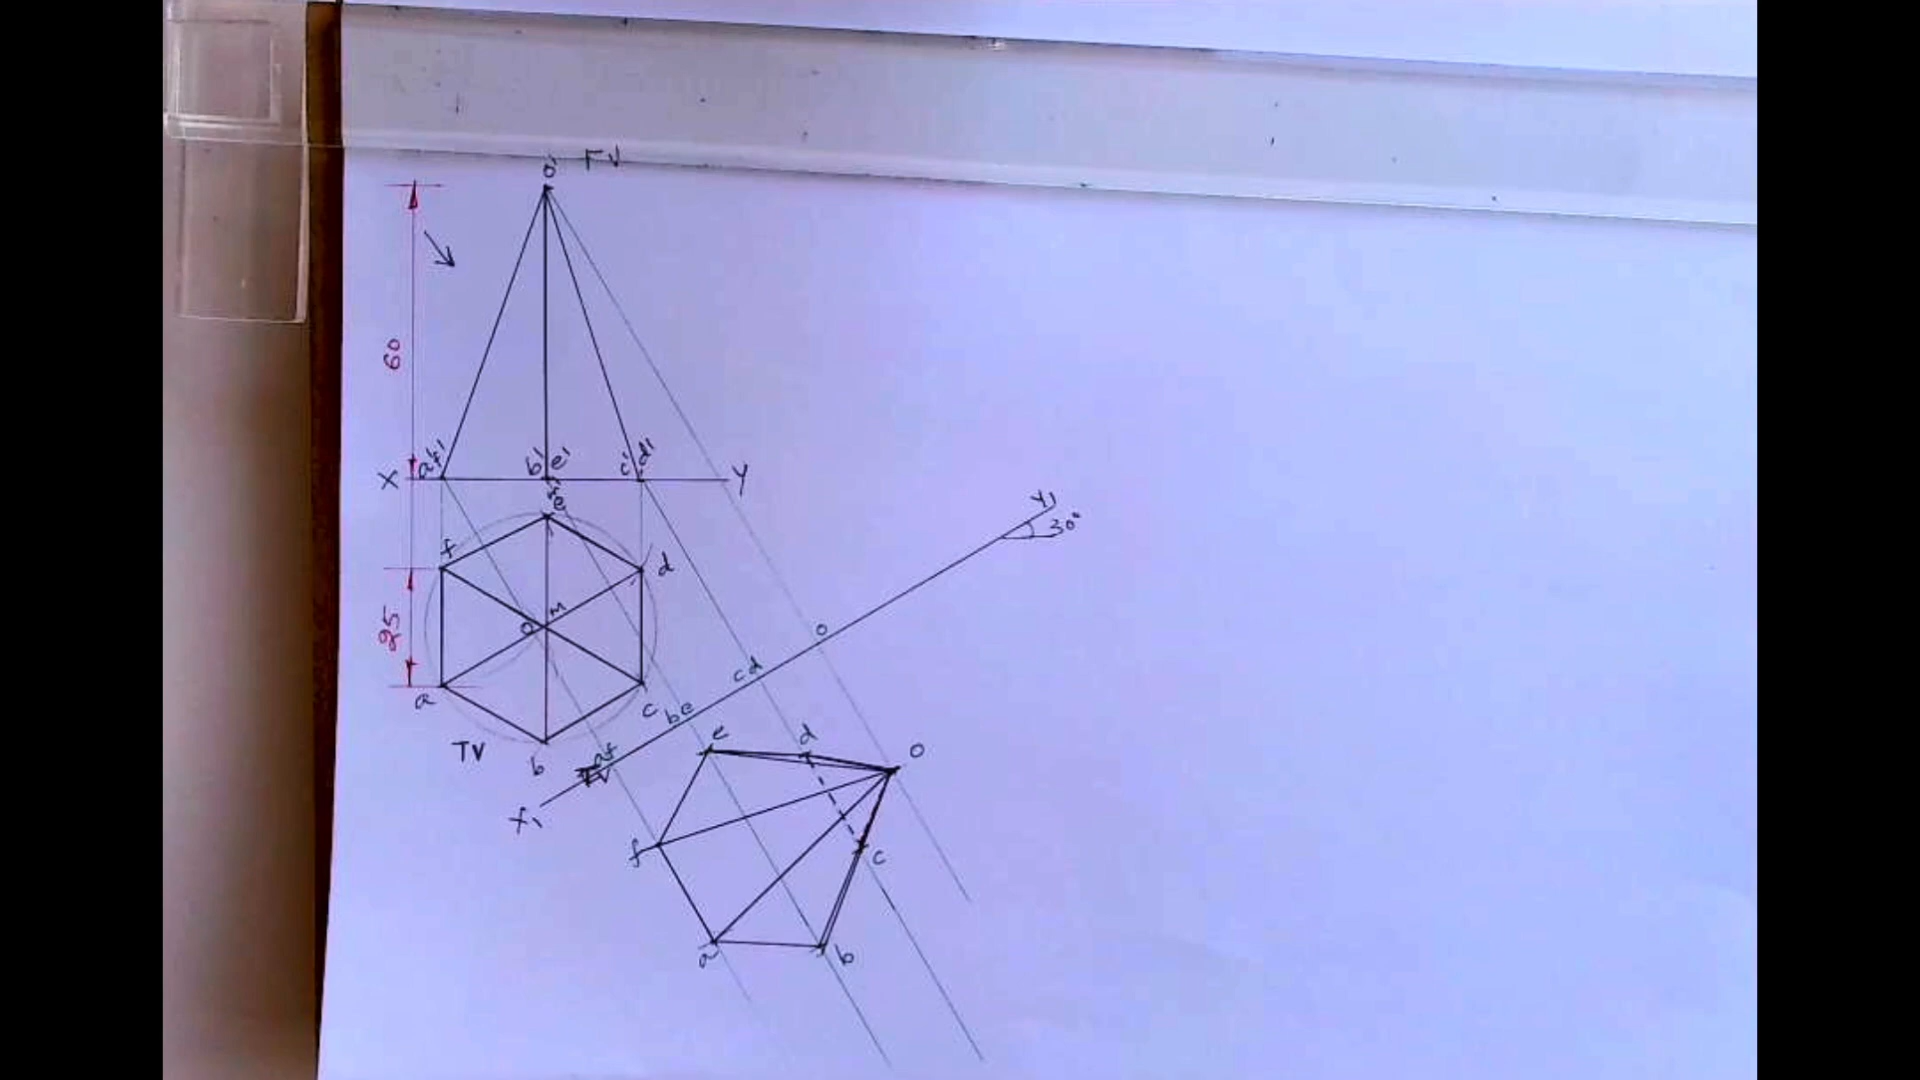 o' FV
60
X a'f' b'e' c'd' Y
e
f d
M
o
25
a c
TV b
Y1
30°
o
cd
be
X1
e d o
f c
a b